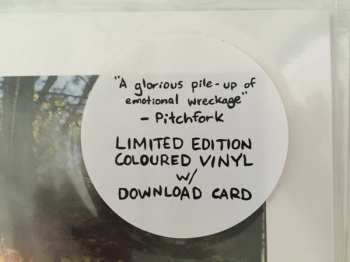 "A glorious pile-up of
emotional wreckage"
- Pitchfork
LIMITED EDITION
COLOURED VINYL
w/
DOWNLOAD CARD